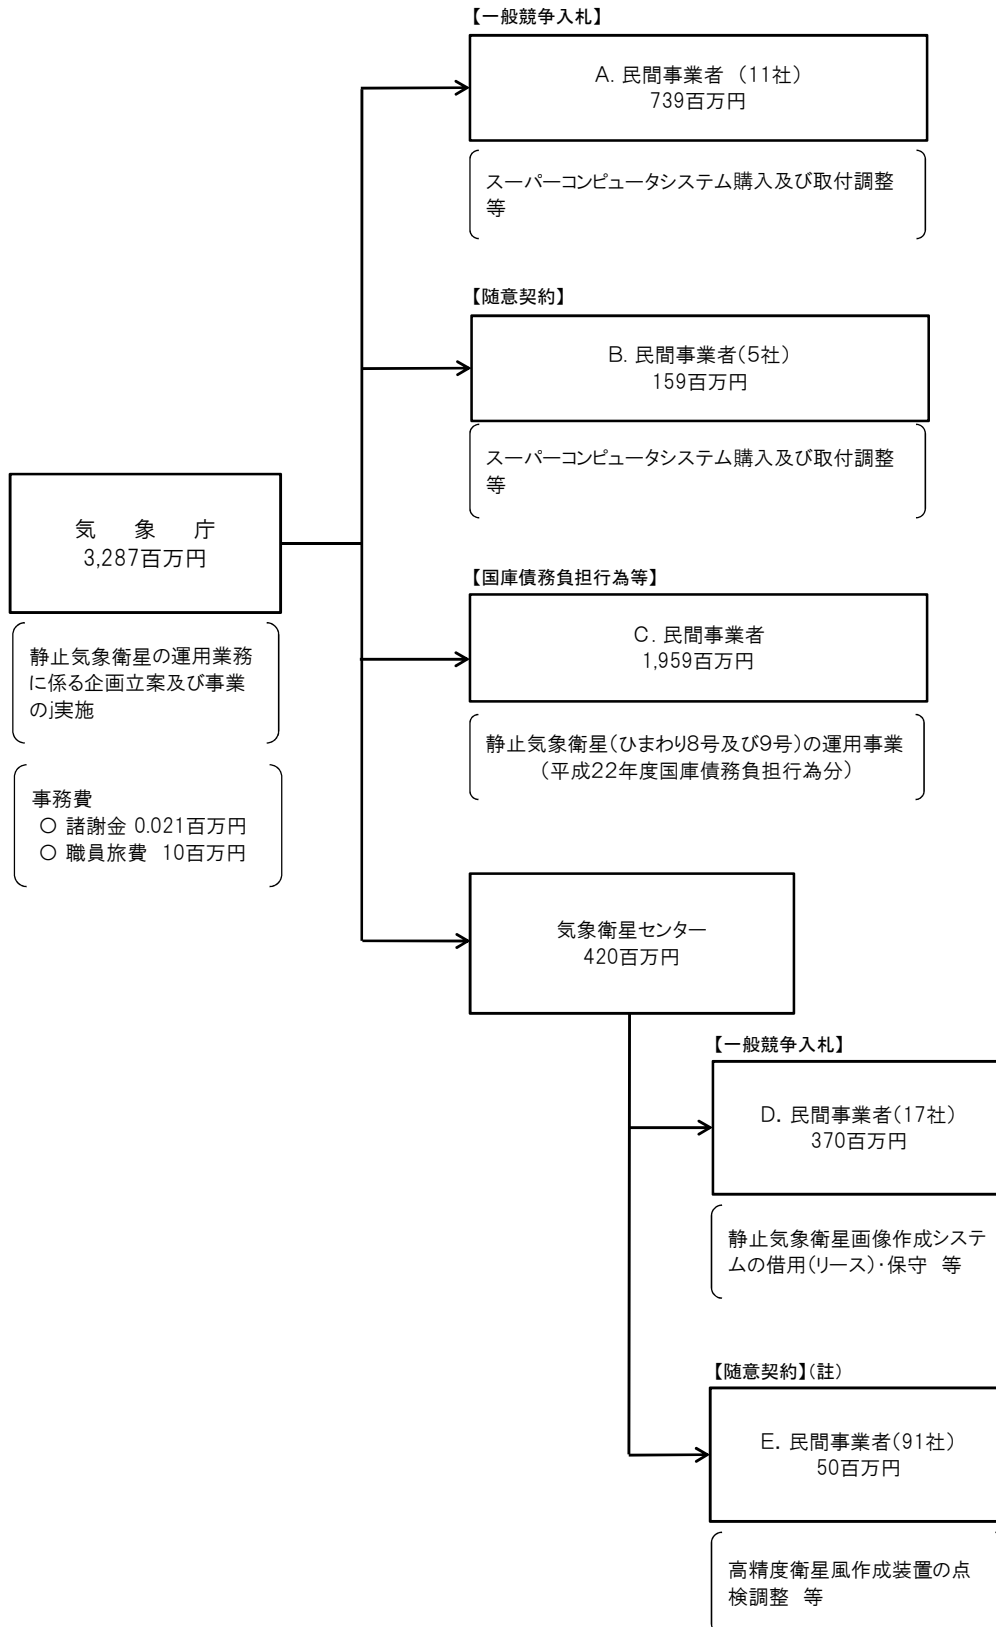 【一般競争入札】
A. 民間事業者　(11社)
739百万円
スーパーコンピュータシステム購入及び取付調整
等
【随意契約】
B. 民間事業者(5社)
159百万円
スーパーコンピュータシステム購入及び取付調整
等
気　象　庁
3,287百万円
静止気象衛星の運用業務
に係る企画立案及び事業
のj実施
事務費
○ 諸謝金 0.021百万円
○ 職員旅費　10百万円
【国庫債務負担行為等】
C. 民間事業者
1,959百万円
静止気象衛星(ひまわり8号及び9号)の運用事業
(平成22年度国庫債務負担行為分)
気象衛星センター
420百万円
【一般競争入札】
D. 民間事業者(17社)
370百万円
静止気象衛星画像作成システ
ムの借用(リース)・保守　等
【随意契約】(註)
E. 民間事業者(91社)
50百万円
高精度衛星風作成装置の点
検調整　等